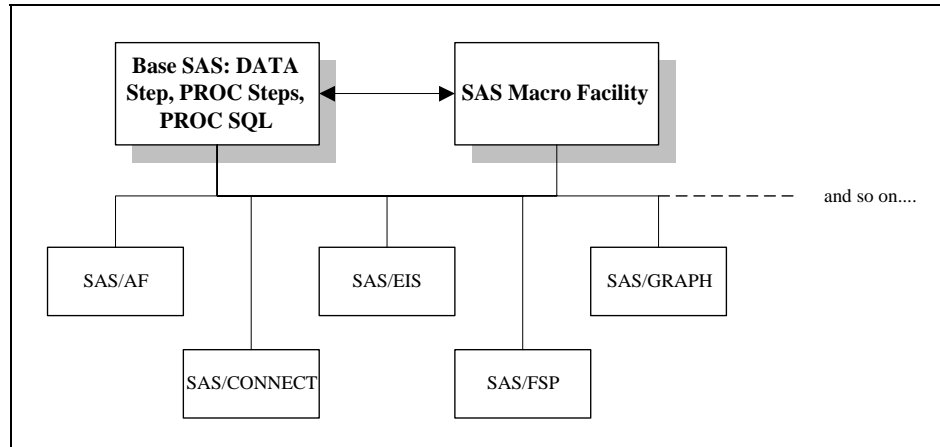 Base SAS: DATA
Step, PROC Steps,
PROC SQL
SAS Macro Facility
and so on....
SAS/AF
SAS/EIS
SAS/GRAPH
SAS/CONNECT
SAS/FSP